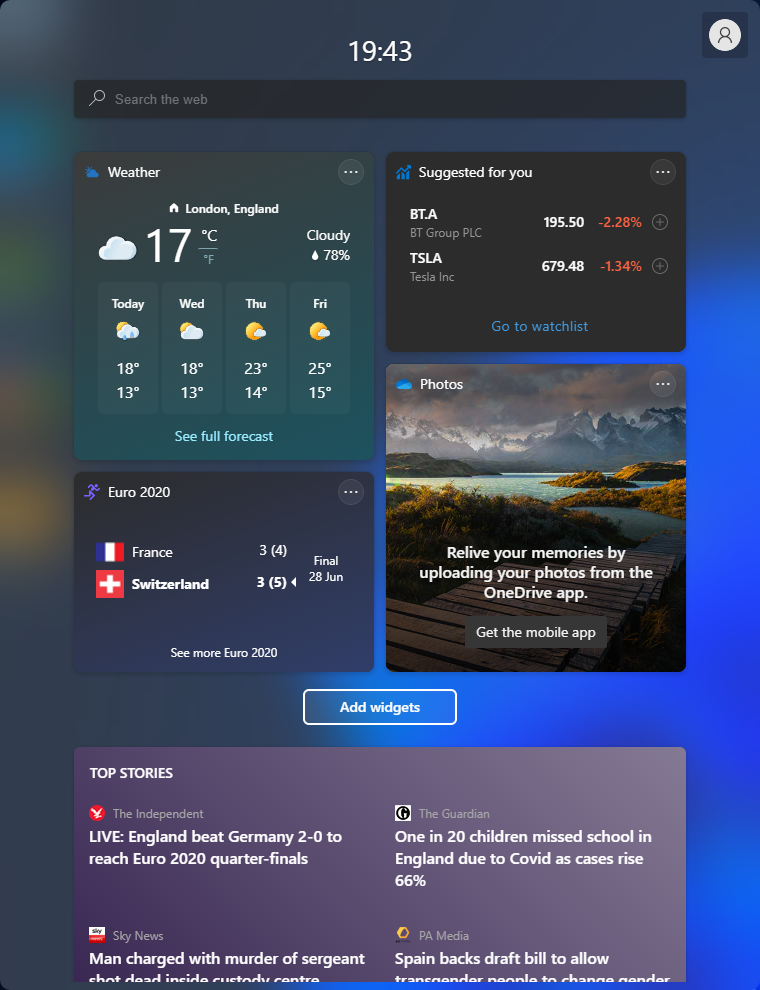 19:43
Search the web
Weather
London, England
17 °C
°F
Cloudy
78%
Today Wed Thu Fri
18° 18° 23° 25°
13° 13° 14° 15°
See full forecast
Suggested for you
BT.A
BT Group PLC
195.50 -2.28%
TSLA
Tesla Inc
679.48 -1.34%
Go to watchlist
Euro 2020
France 3 (4)
Switzerland 3 (5)
Final
28 Jun
See more Euro 2020
Photos
Relive your memories by
uploading your photos from the
OneDrive app.
Get the mobile app
Add widgets
TOP STORIES
The Independent
LIVE: England beat Germany 2-0 to
reach Euro 2020 quarter-finals
The Guardian
One in 20 children missed school in
England due to Covid as cases rise
66%
sky news
Sky News
Man charged with murder of sergeant
shot dead inside custody centre
PA Media
Spain backs draft bill to allow
transgender people to change gender